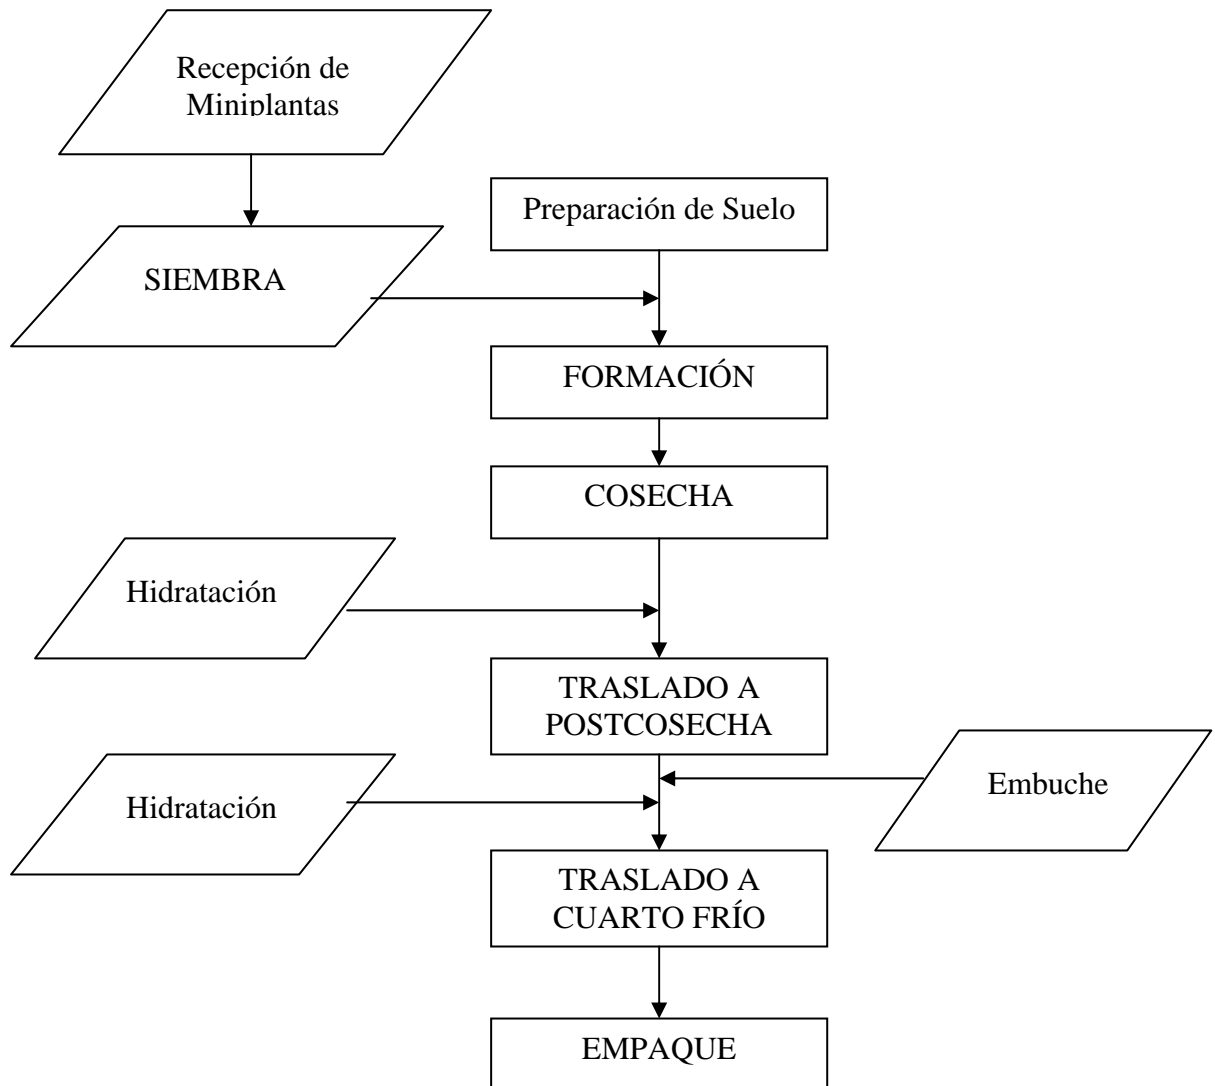 Recepción de
Miniplantas
Preparación de Suelo
SIEMBRA
FORMACIÓN
COSECHA
Hidratación
TRASLADO A
POSTCOSECHA
Embuche
Hidratación
TRASLADO A
CUARTO FRÍO
EMPAQUE